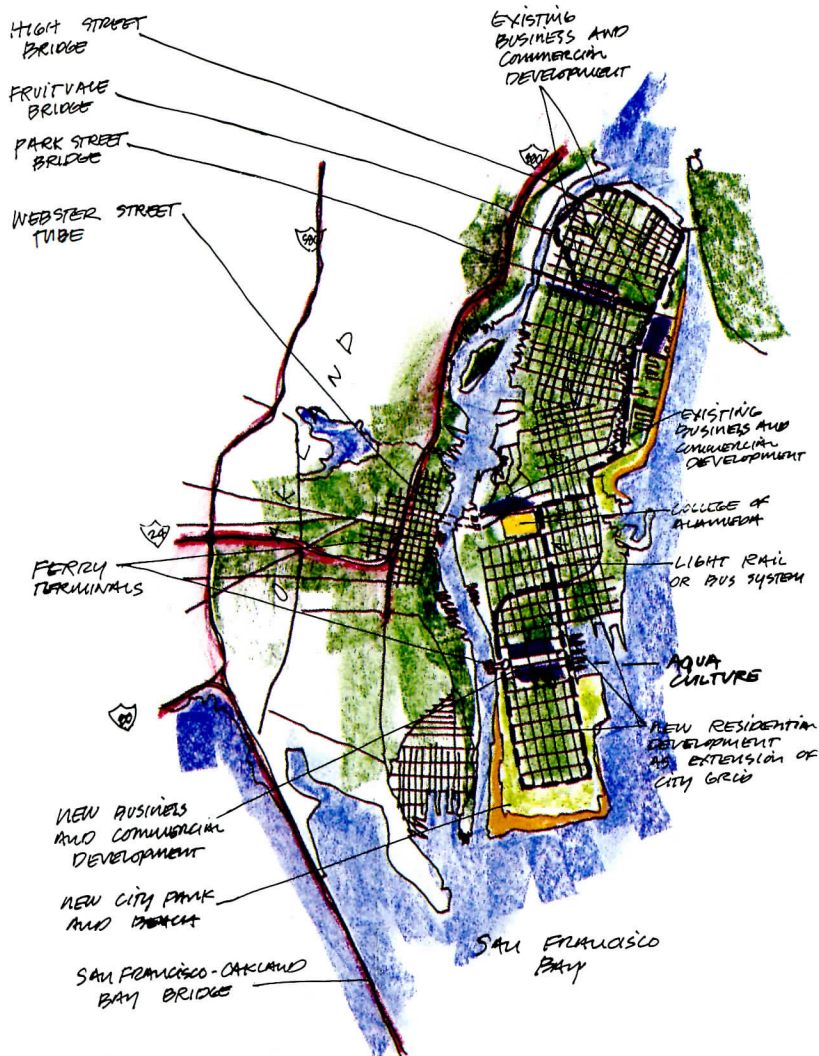 HIGH STREET
BRIDGE
FRUITVALE
BRIDGE
PARK STREET
BRIDGE
WEBSTER STREET
TUBE
EXISTING
BUSINESS AND
COMMERCIAL
DEVELOPMENT
880
580
OAKLAND
24
FERRY
TERMINALS
80
EXISTING
BUSINESS AND
COMMERCIAL
DEVELOPMENT
COLLEGE OF
ALAMEDA
LIGHT RAIL
OR BUS SYSTEM
AQUA
CULTURE
NEW RESIDENTIAL
DEVELOPMENT
AS EXTENSION OF
CITY GRID
NEW BUSINESS
AND COMMERCIAL
DEVELOPMENT
NEW CITY PARK
AND BEACH
SAN FRANCISCO-OAKLAND
BAY BRIDGE
SAN FRANCISCO
BAY